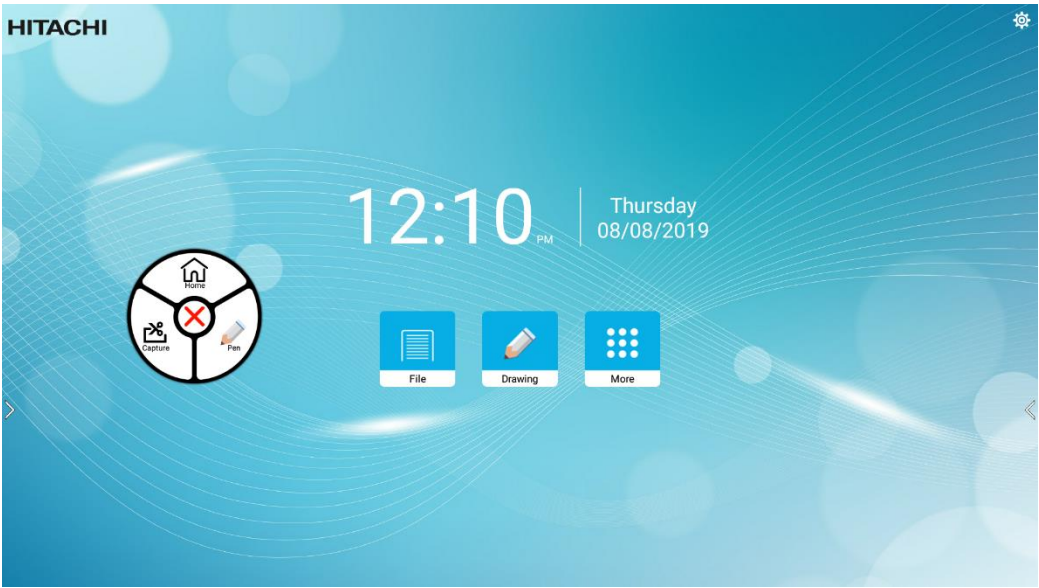 HITACHI
12:10 PM
Thursday
08/08/2019
Home
Capture
Pen
File
Drawing
More